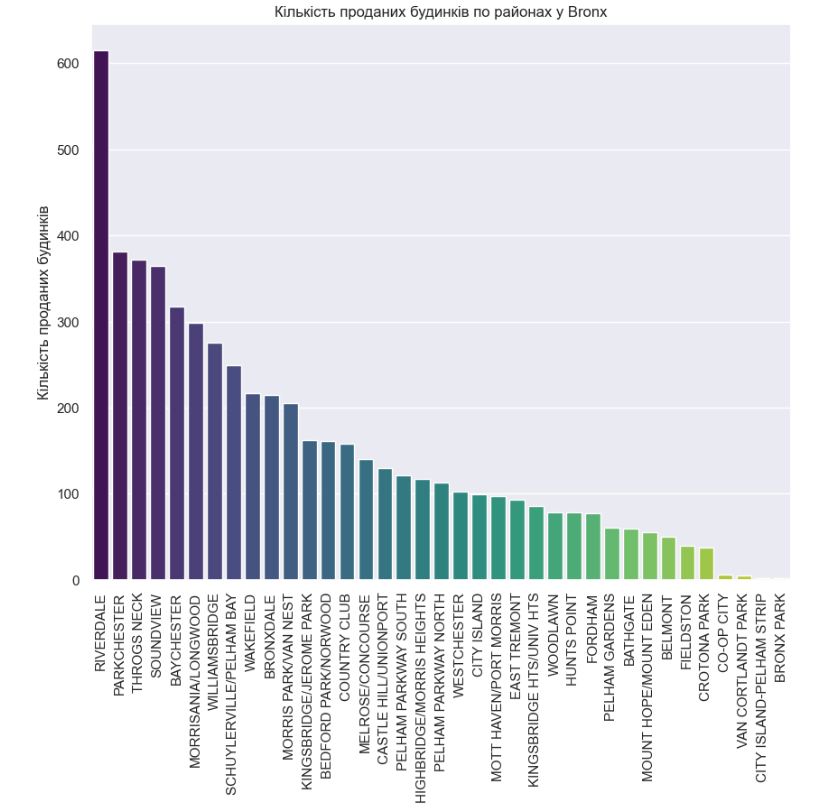 Кількість проданих будинків по районах у Bronx
Кількість проданих будинків
600
500
400
300
200
100
0
RIVERDALE
PARKCHESTER
THROGS NECK
SOUNDVIEW
BAYCHESTER
MORRISANIA/LONGWOOD
WILLIAMSBRIDGE
SCHUYLERVILLE/PELHAM BAY
WAKEFIELD
BRONXDALE
MORRIS PARK/VAN NEST
KINGSBRIDGE/JEROME PARK
BEDFORD PARK/NORWOOD
COUNTRY CLUB
MELROSE/CONCOURSE
CASTLE HILL/UNIONPORT
PELHAM PARKWAY SOUTH
HIGHBRIDGE/MORRIS HEIGHTS
PELHAM PARKWAY NORTH
WESTCHESTER
CITY ISLAND
MOTT HAVEN/PORT MORRIS
EAST TREMONT
KINGSBRIDGE HTS/UNIV HTS
WOODLAWN
HUNTS POINT
FORDHAM
PELHAM GARDENS
BATHGATE
MOUNT HOPE/MOUNT EDEN
BELMONT
FIELDSTON
CROTONA PARK
CO-OP CITY
VAN CORTLANDT PARK
CITY ISLAND-PELHAM STRIP
BRONX PARK